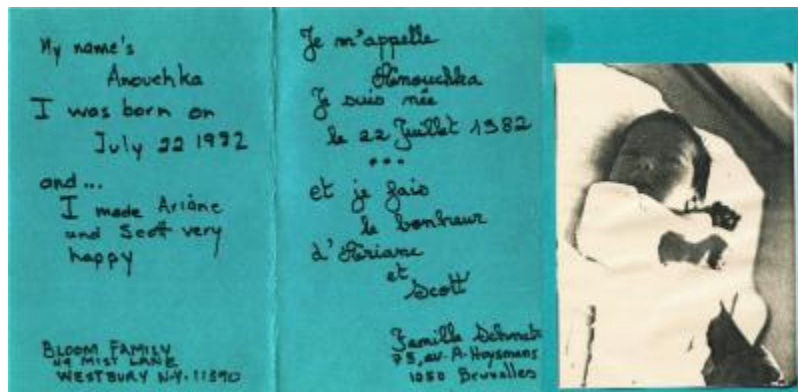 My name's
Anouchka
I was born on
July 22 1982
and...
I made Ariane
and Scott very
happy
BLOOM FAMILY
MIST LANE
WESTBURY N.Y. 11590
Je m'appelle
Anouchka
Je suis née
le 22 Juillet 1982
...
et je fais
le bonheur
d'Ariane
et
Scott
Famille
75, av. A. Huysmans
1050 Bruxelles